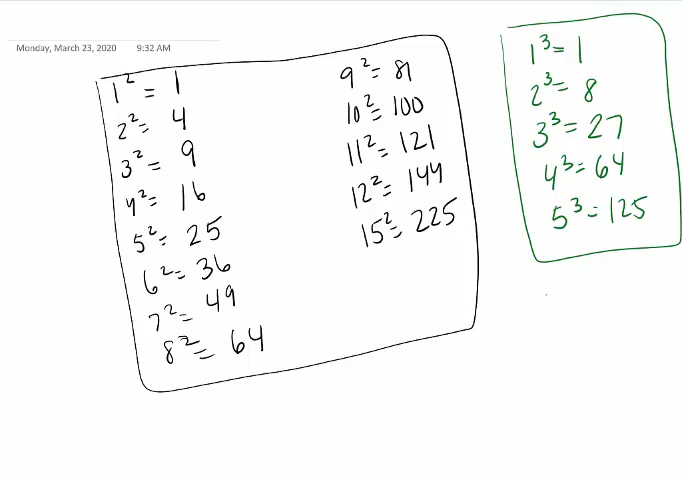 Monday, March 23, 2020 9:32 AM
1² = 1
2² = 4
3² = 9
4² = 16
5² = 25
6² = 36
7² = 49
8² = 64
9² = 81
10² = 100
11² = 121
12² = 144
15² = 225
1³ = 1
2³ = 8
3³ = 27
4³ = 64
5³ = 125